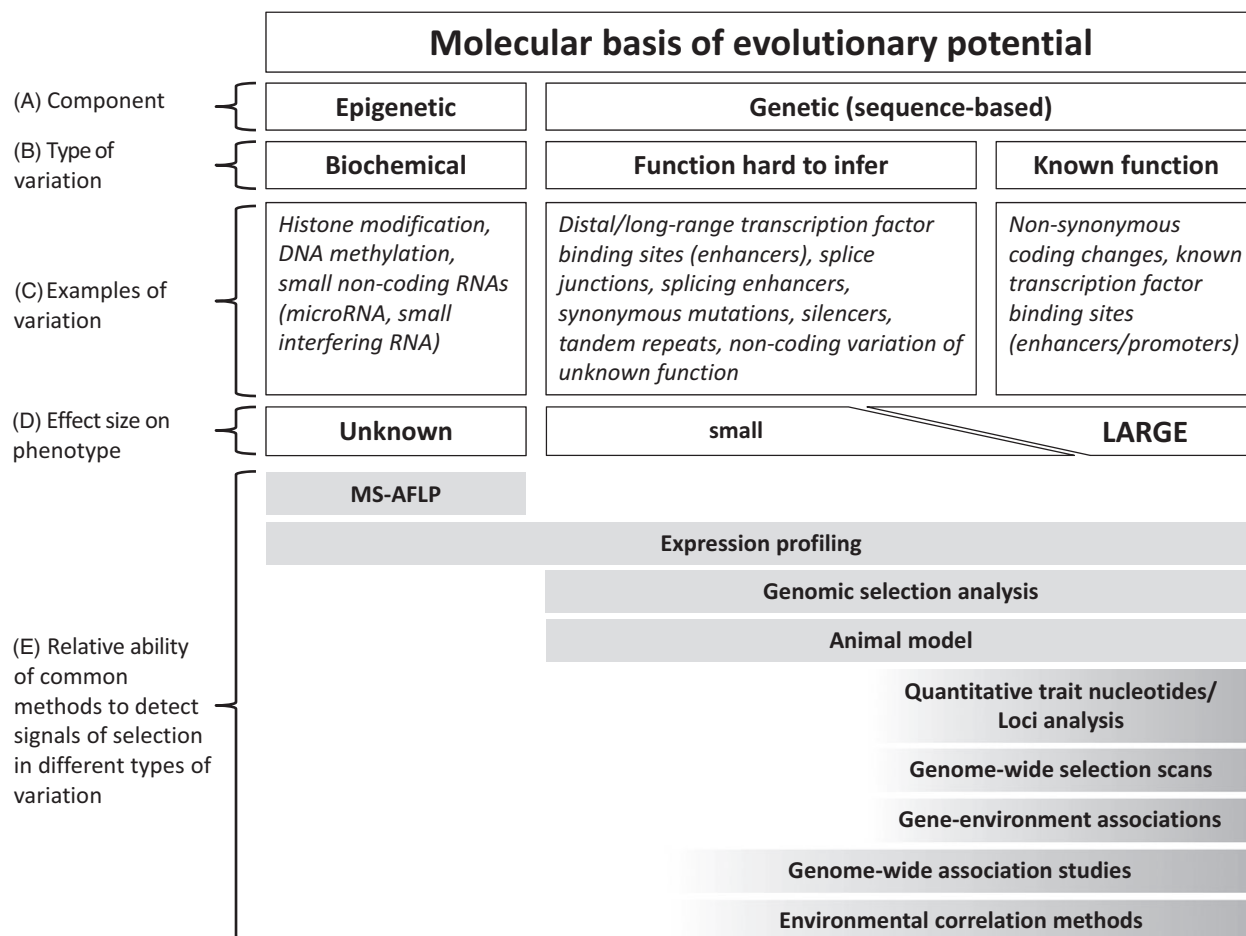 Molecular basis of evolutionary potential
(A) Component
Epigenetic
Genetic (sequence-based)
(B) Type of
variation
Biochemical
Function hard to infer
Known function
(C) Examples of
variation
Histone modification,
DNA methylation,
small non-coding RNAs
(microRNA, small
interfering RNA)
Distal/long-range transcription factor
binding sites (enhancers), splice
junctions, splicing enhancers,
synonymous mutations, silencers,
tandem repeats, non-coding variation of
unknown function
Non-synonymous
coding changes, known
transcription factor
binding sites
(enhancers/promoters)
(D) Effect size on
phenotype
Unknown
small
LARGE
(E) Relative ability
of common
methods to detect
signals of selection
in different types of
variation
MS-AFLP
Expression profiling
Genomic selection analysis
Animal model
Quantitative trait nucleotides/
Loci analysis
Genome-wide selection scans
Gene-environment associations
Genome-wide association studies
Environmental correlation methods